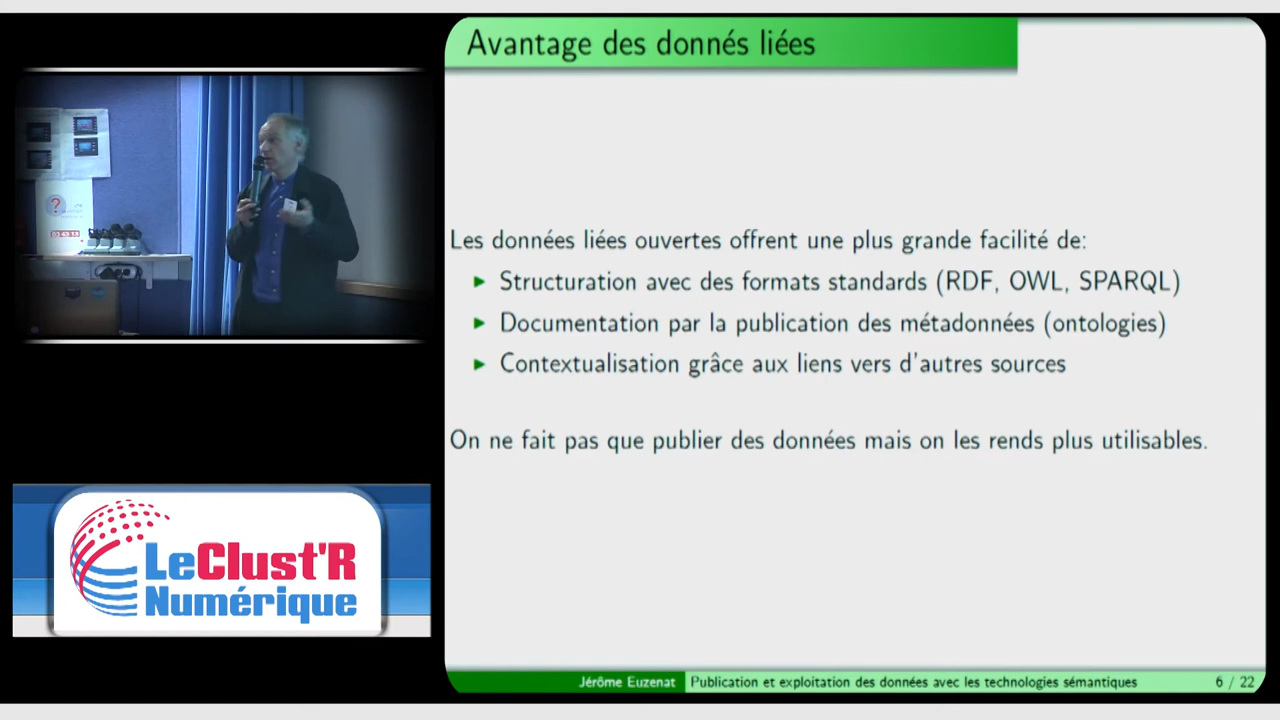 Avantage des donnés liées
Les données liées ouvertes offrent une plus grande facilité de:
Structuration avec des formats standards (RDF, OWL, SPARQL)
Documentation par la publication des métadonnées (ontologies)
Contextualisation grâce aux liens vers d'autres sources
On ne fait pas que publier des données mais on les rends plus utilisables.
LeClust'R
Numérique
Jérôme Euzenat
Publication et exploitation des données avec les technologies sémantiques
6 / 22